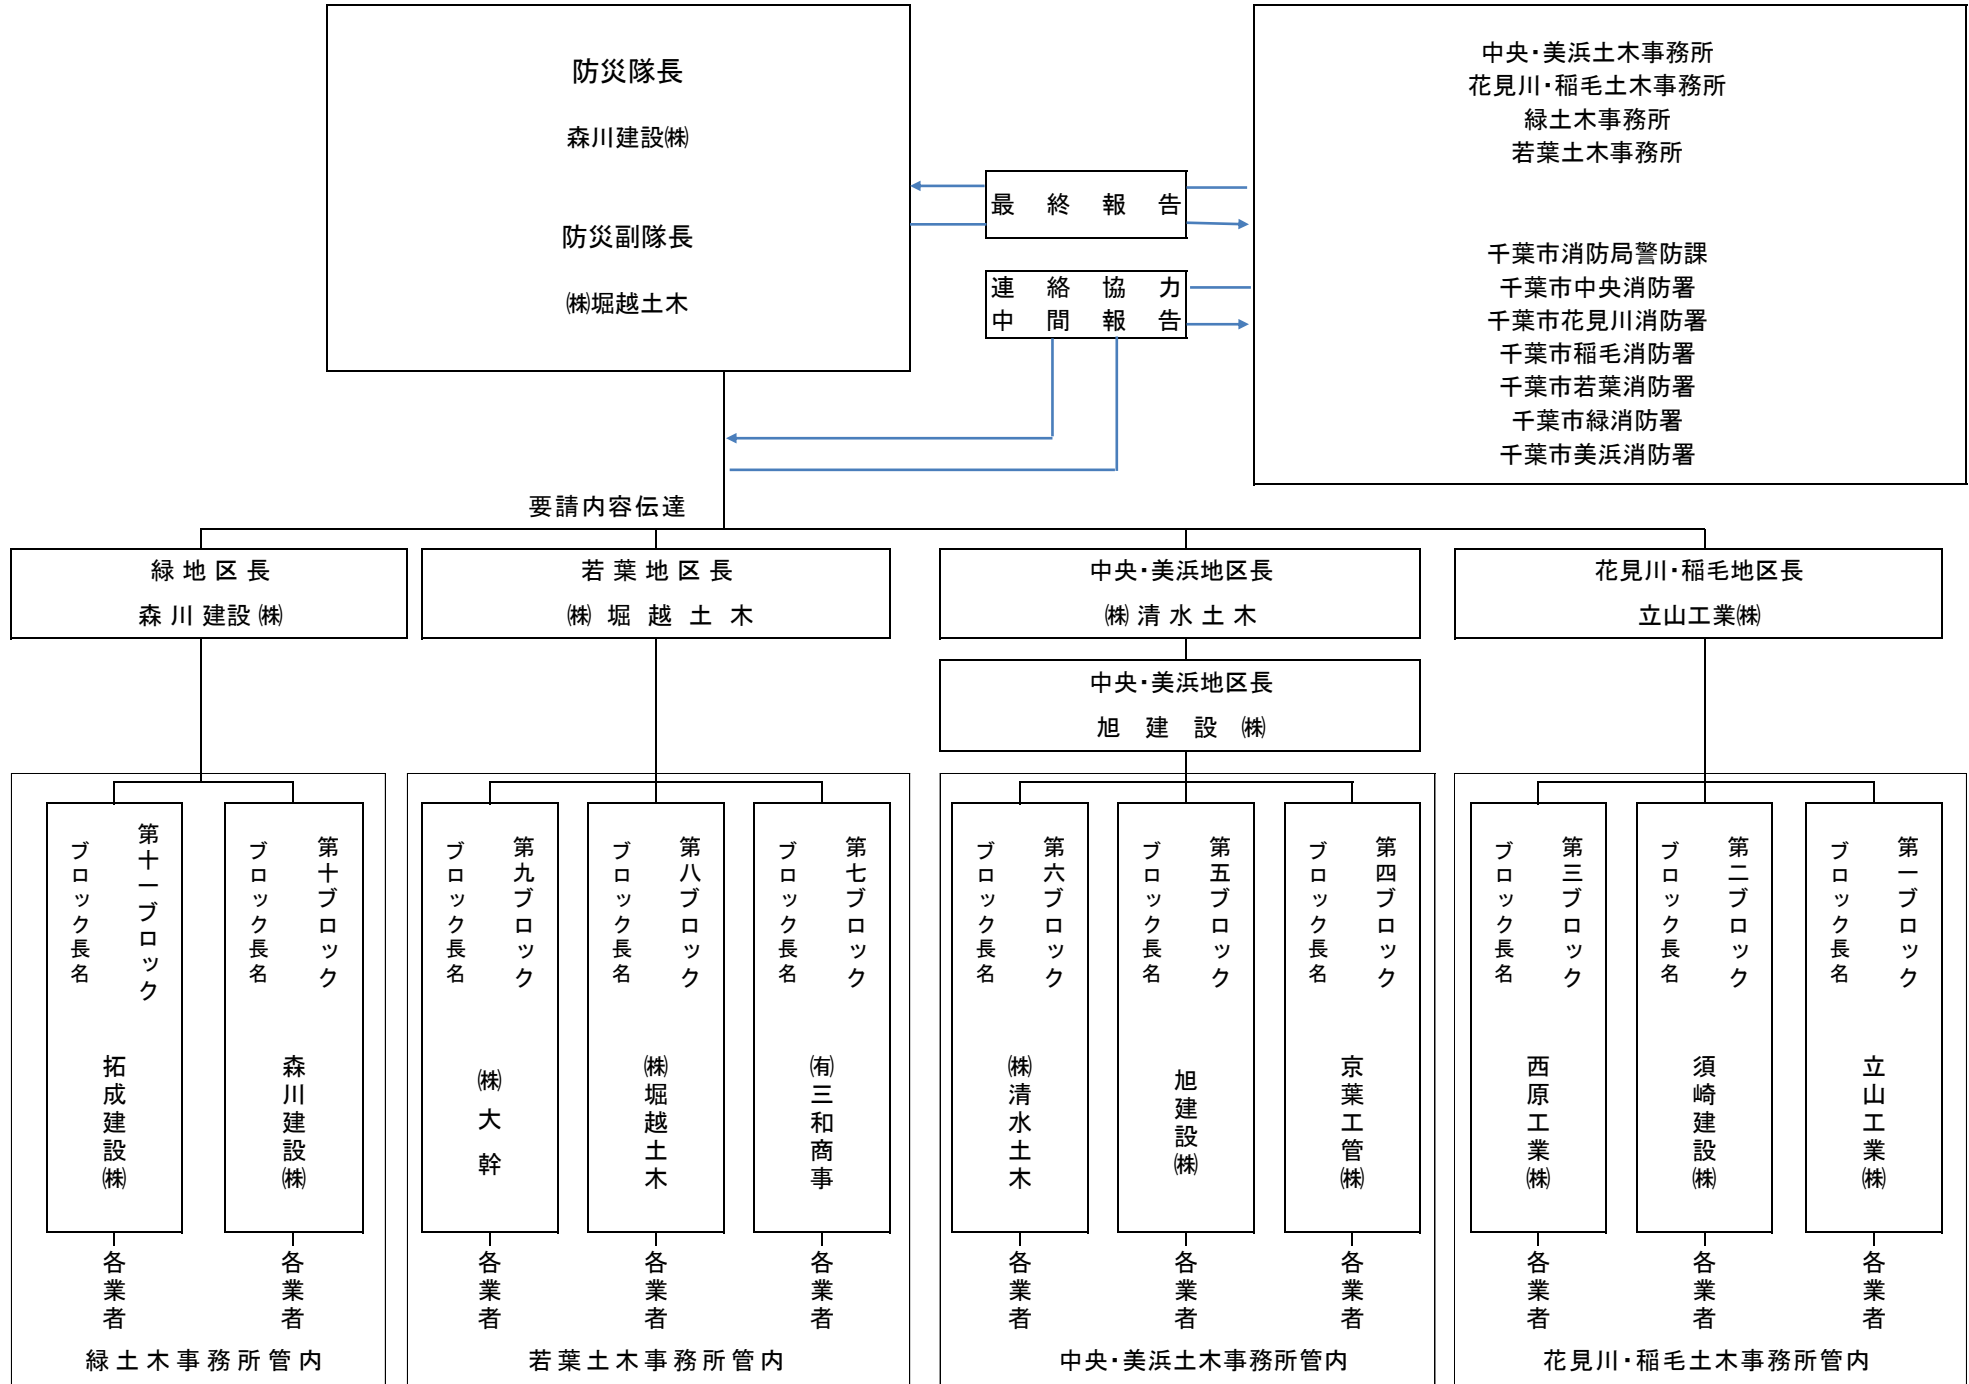 防災隊長
森川建設㈱
防災副隊長
㈱堀越土木
中央・美浜土木事務所
花見川・稲毛土木事務所
緑土木事務所
若葉土木事務所
千葉市消防局警防課
千葉市中央消防署
千葉市花見川消防署
千葉市稲毛消防署
千葉市若葉消防署
千葉市緑消防署
千葉市美浜消防署
最終報告
連絡協力
中間報告
要請内容伝達
緑地区長
森川建設㈱
若葉地区長
㈱堀越土木
中央・美浜地区長
㈱清水土木
花見川・稲毛地区長
立山工業㈱
中央・美浜地区長
旭建設㈱
第十一ブロック
ブロック長名
拓成建設㈱
各業者
第十ブロック
ブロック長名
森川建設㈱
各業者
緑土木事務所管内
第九ブロック
ブロック長名
㈱大幹
各業者
第八ブロック
ブロック長名
㈱堀越土木
各業者
第七ブロック
ブロック長名
㈲三和商事
各業者
若葉土木事務所管内
第六ブロック
ブロック長名
㈱清水土木
各業者
第五ブロック
ブロック長名
旭建設㈱
各業者
第四ブロック
ブロック長名
京葉工管㈱
各業者
中央・美浜土木事務所管内
第三ブロック
ブロック長名
西原工業㈱
各業者
第二ブロック
ブロック長名
須崎建設㈱
各業者
第一ブロック
ブロック長名
立山工業㈱
各業者
花見川・稲毛土木事務所管内